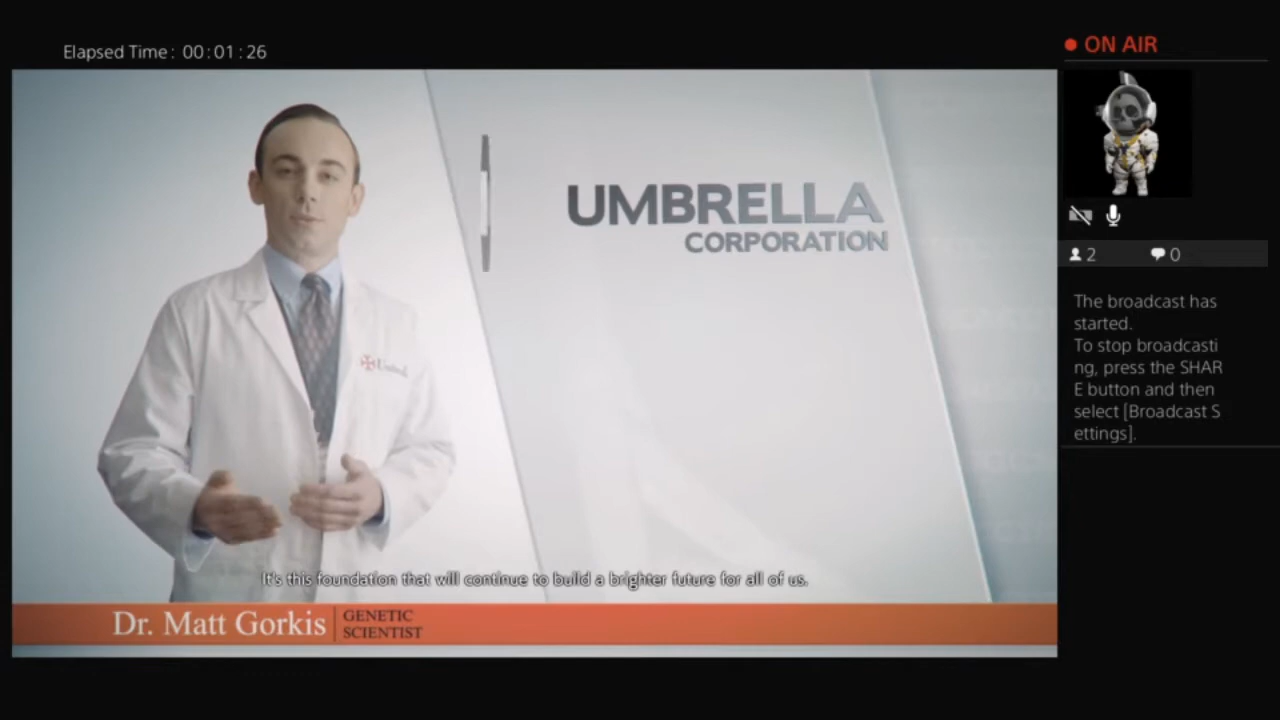 Elapsed Time: 00:01:26
ON AIR
UMBRELLA
CORPORATION
2
0
The broadcast has
started.
To stop broadcasti
ng, press the SHAR
E button and then
select [Broadcast S
ettings].
It's this foundation that will continue to build a brighter future for all of us.
Dr. Matt Gorkis
GENETIC
SCIENTIST